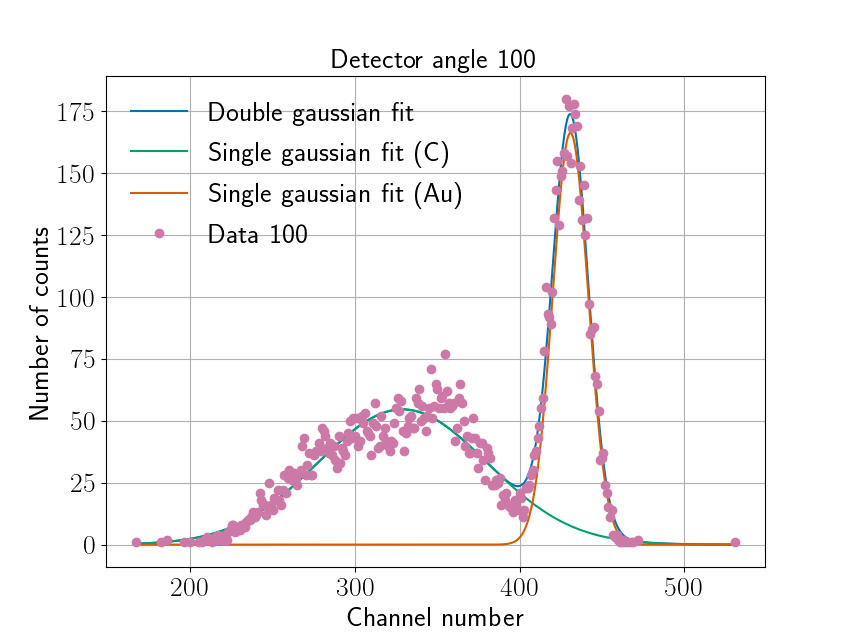 Detector angle 100
Double gaussian fit
Single gaussian fit (C)
Single gaussian fit (Au)
Data 100
Number of counts
175
150
125
100
75
50
25
0
200 300 400 500
Channel number